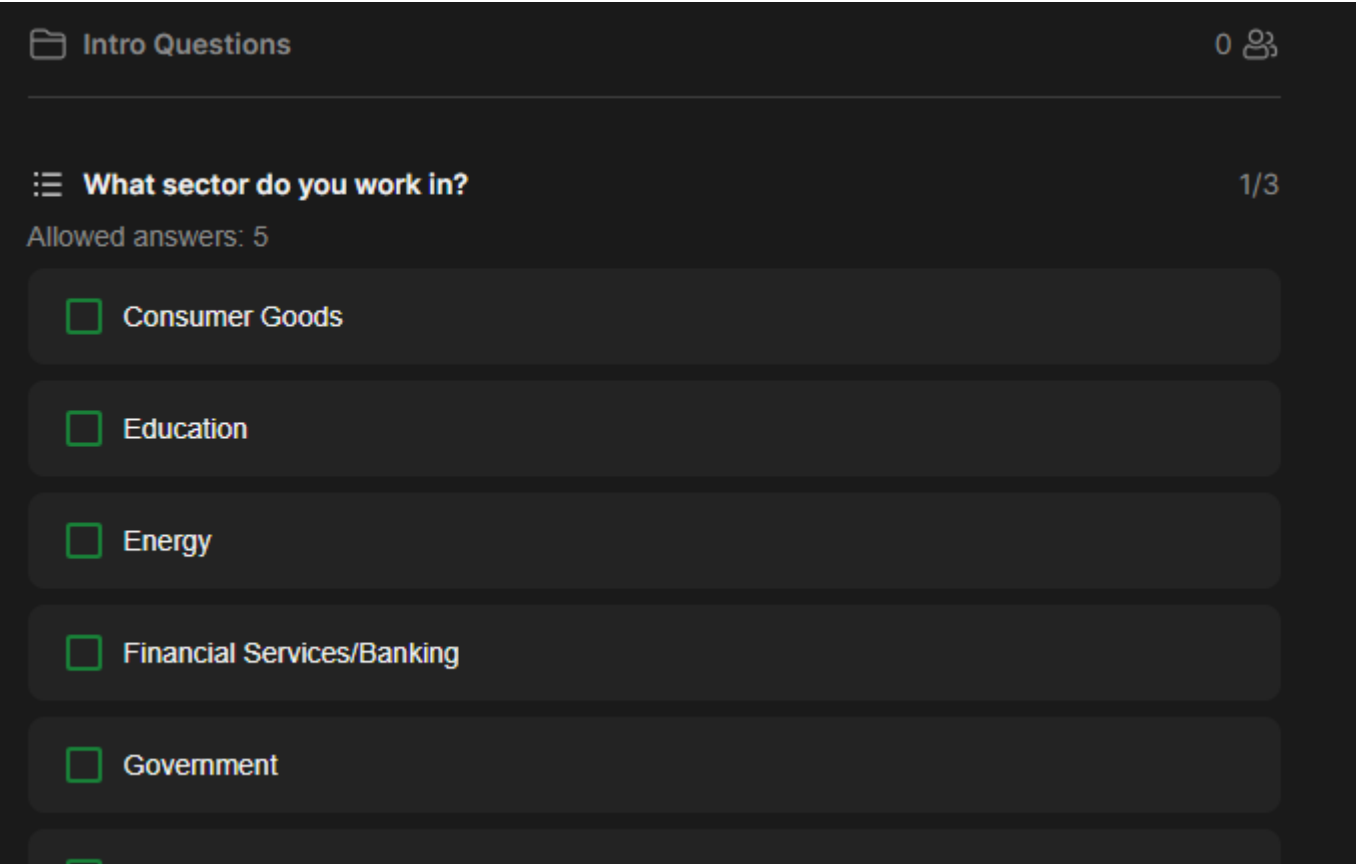 Intro Questions
0
What sector do you work in?
1/3
Allowed answers: 5
Consumer Goods
Education
Energy
Financial Services/Banking
Government